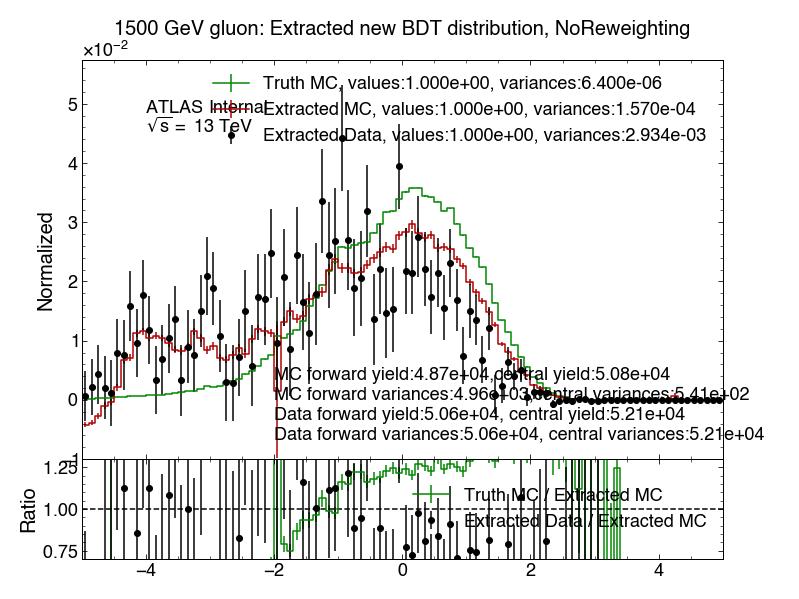 1500 GeV gluon: Extracted new BDT distribution, NoReweighting
×10⁻²
Truth MC, values:1.000e+00, variances:6.400e-06
ATLAS Internal
Extracted MC, values:1.000e+00, variances:1.570e-04
√s = 13 TeV
Extracted Data, values:1.000e+00, variances:2.934e-03
5
4
3
2
1
0
1
Normalized
MC forward yield:4.87e+04, central yield:5.08e+04
MC forward variances:4.96e+03, central variances:5.41e+02
Data forward yield:5.06e+04, central yield:5.21e+04
Data forward variances:5.06e+04, central variances:5.21e+04
1.25
1.00
0.75
Ratio
Truth MC / Extracted MC
Extracted Data / Extracted MC
−4 −2 0 2 4